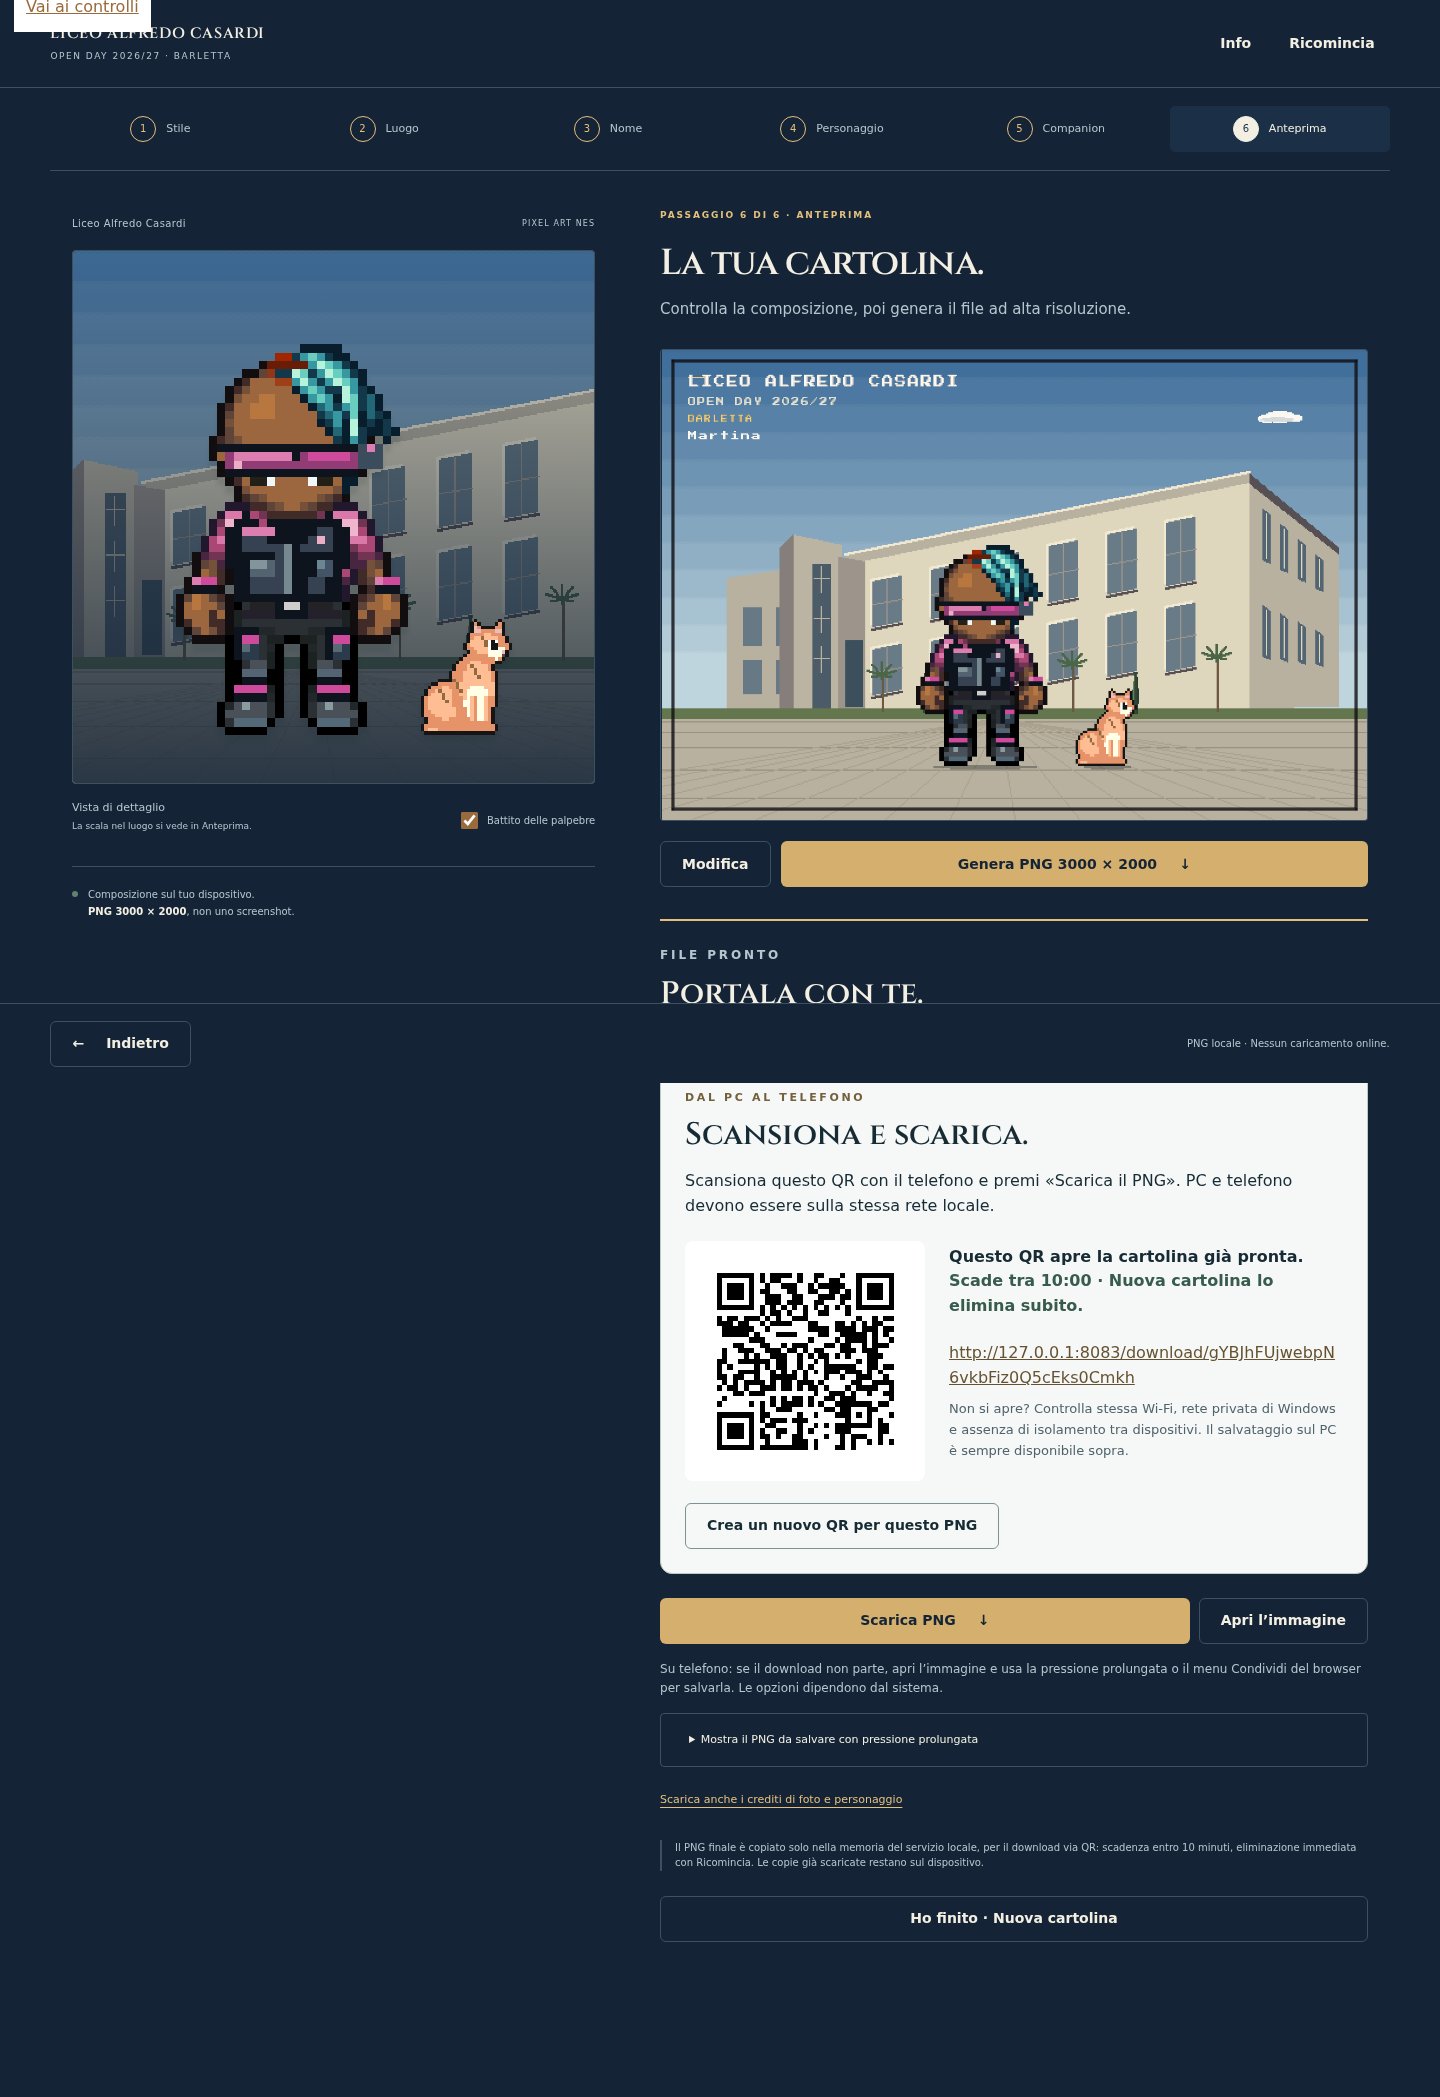 Vai ai controlli
LICEO ALFREDO CASARDI
OPEN DAY 2026/27 · BARLETTA
Info
Ricomincia
1 Stile
2 Luogo
3 Nome
4 Personaggio
5 Companion
6 Anteprima
Liceo Alfredo Casardi
PIXEL ART NES
Vista di dettaglio
La scala nel luogo si vede in Anteprima.
Battito delle palpebre
Composizione sul tuo dispositivo.
PNG 3000 × 2000, non uno screenshot.
PASSAGGIO 6 DI 6 · ANTEPRIMA
LA TUA CARTOLINA.
Controlla la composizione, poi genera il file ad alta risoluzione.
LICEO ALFREDO CASARDI
OPEN DAY 2026/27
BARLETTA
Martina
Modifica
Genera PNG 3000 × 2000 ↓
FILE PRONTO
PORTALA CON TE.
← Indietro
PNG locale · Nessun caricamento online.
DAL PC AL TELEFONO
SCANSIONA E SCARICA.
Scansiona questo QR con il telefono e premi «Scarica il PNG». PC e telefono
devono essere sulla stessa rete locale.
Questo QR apre la cartolina già pronta.
Scade tra 10:00 · Nuova cartolina lo
elimina subito.
http://127.0.0.1:8083/download/gYBJhFUjwebpN
6vkbFiz0Q5cEks0Cmkh
Non si apre? Controlla stessa Wi-Fi, rete privata di Windows
e assenza di isolamento tra dispositivi. Il salvataggio sul PC
è sempre disponibile sopra.
Crea un nuovo QR per questo PNG
Scarica PNG ↓
Apri l’immagine
Su telefono: se il download non parte, apri l’immagine e usa la pressione prolungata o il menu Condividi del browser
per salvarla. Le opzioni dipendono dal sistema.
Mostra il PNG da salvare con pressione prolungata
Scarica anche i crediti di foto e personaggio
Il PNG finale è copiato solo nella memoria del servizio locale, per il download via QR: scadenza entro 10 minuti, eliminazione immediata
con Ricomincia. Le copie già scaricate restano sul dispositivo.
Ho finito · Nuova cartolina